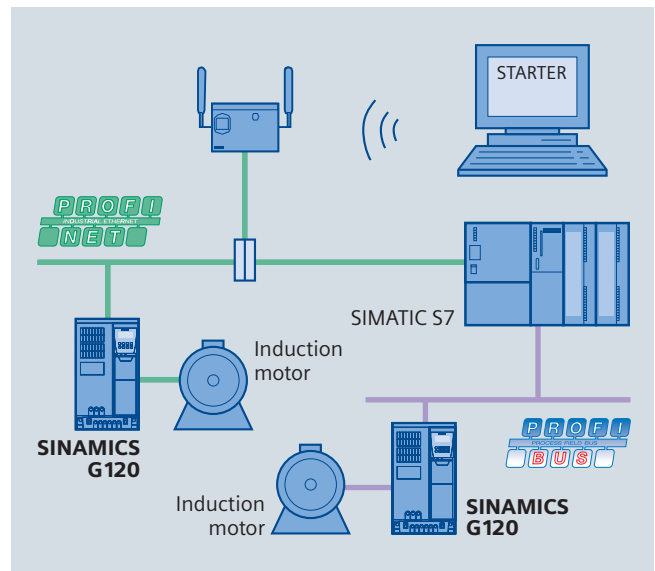 STARTER
PROFI
INDUSTRIAL ETHERNET
NET
SIMATIC S7
Induction
motor
SINAMICS
G120
PROFI
PROCESS FIELD BUS
BUS
Induction
motor
SINAMICS
G120